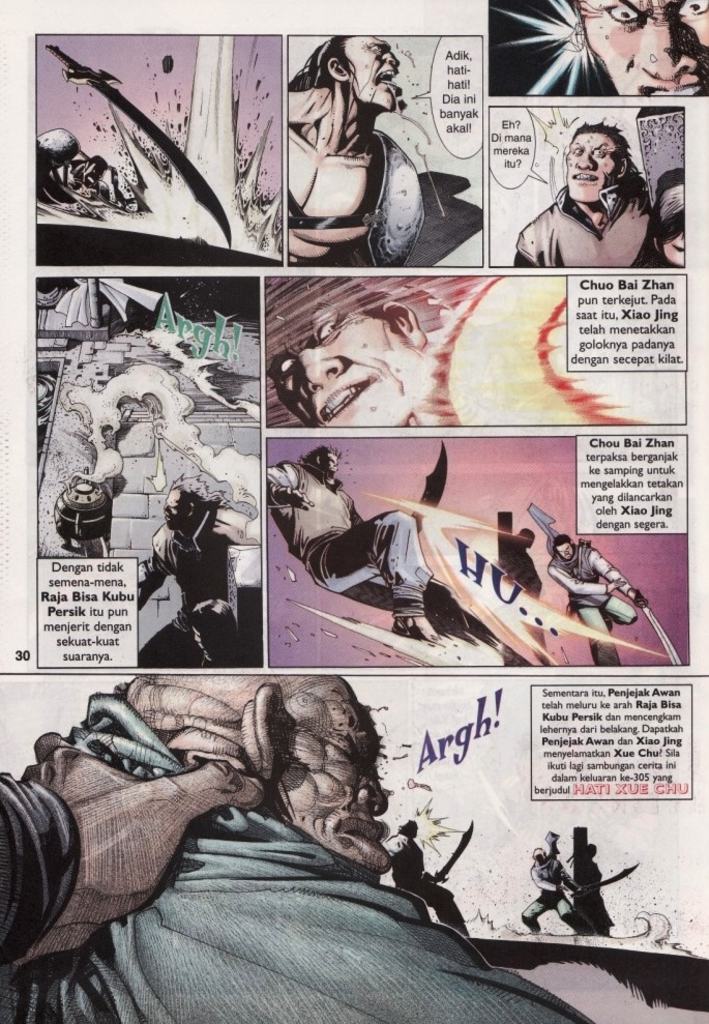 Adik,
hati-
hati!
Dia ini
banyak
akal!
Eh?
Di mana
mereka
itu?
Argh!
Dengan tidak
semena-mena,
Raja Bisa Kubu
Persik itu pun
menjerit dengan
sekuat-kuat
suaranya.
Chuo Bai Zhan
pun terkejut. Pada
saat itu, Xiao Jing
telah menetakkan
goloknya padanya
dengan secepat kilat.
Chou Bai Zhan
terpaksa berganjak
ke samping untuk
mengelakkan tetakan
yang dilancarkan
oleh Xiao Jing
dengan segera.
HU...
30
Argh!
Sementara itu, Penjejak Awan
telah meluru ke arah Raja Bisa
Kubu Persik dan mencengkam
lehernya dari belakang. Dapatkah
Penjejak Awan dan Xiao Jing
menyelamatkan Xue Chu? Sila
ikuti lagi sambungan cerita ini
dalam keluaran ke-305 yang
berjudul HATI XUE CHU